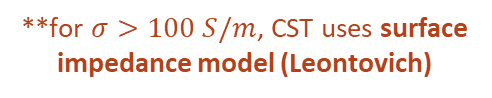 **for σ > 100 S/m, CST uses surface
impedance model (Leontovich)